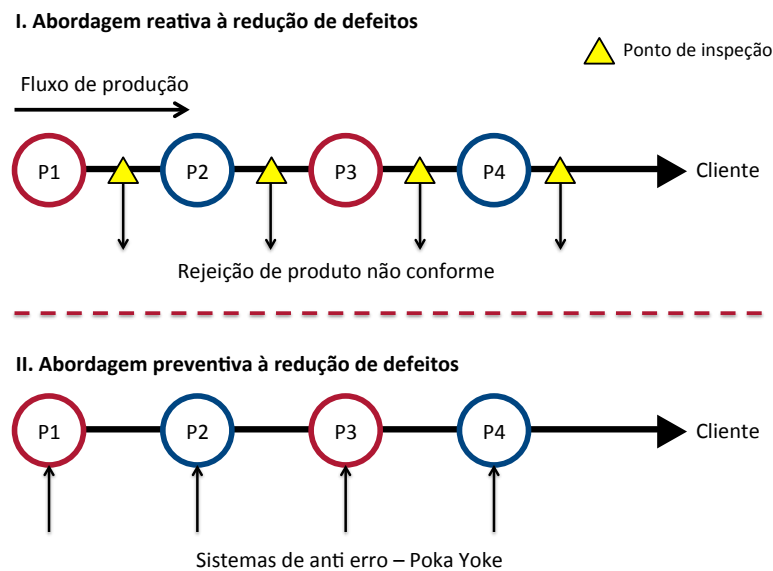 I. Abordagem reativa à redução de defeitos
Ponto de inspeção
Fluxo de produção
P1 P2 P3 P4 Cliente
Rejeição de produto não conforme
II. Abordagem preventiva à redução de defeitos
P1 P2 P3 P4 Cliente
Sistemas de anti erro – Poka Yoke